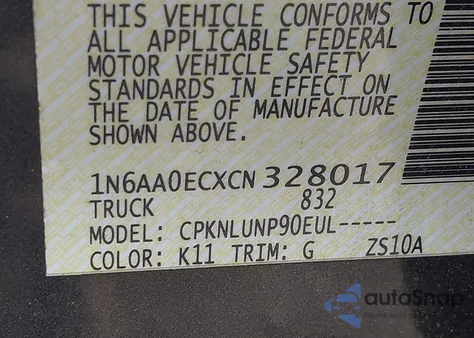 THIS VEHICLE CONFORMS TO
ALL APPLICABLE FEDERAL
MOTOR VEHICLE SAFETY
STANDARDS IN EFFECT ON
THE DATE OF MANUFACTURE
SHOWN ABOVE.
1N6AA0ECXCN328017
TRUCK 832
MODEL: CPKNLUNP90EUL-----
COLOR: K11 TRIM: G ZS10A
autoSnap